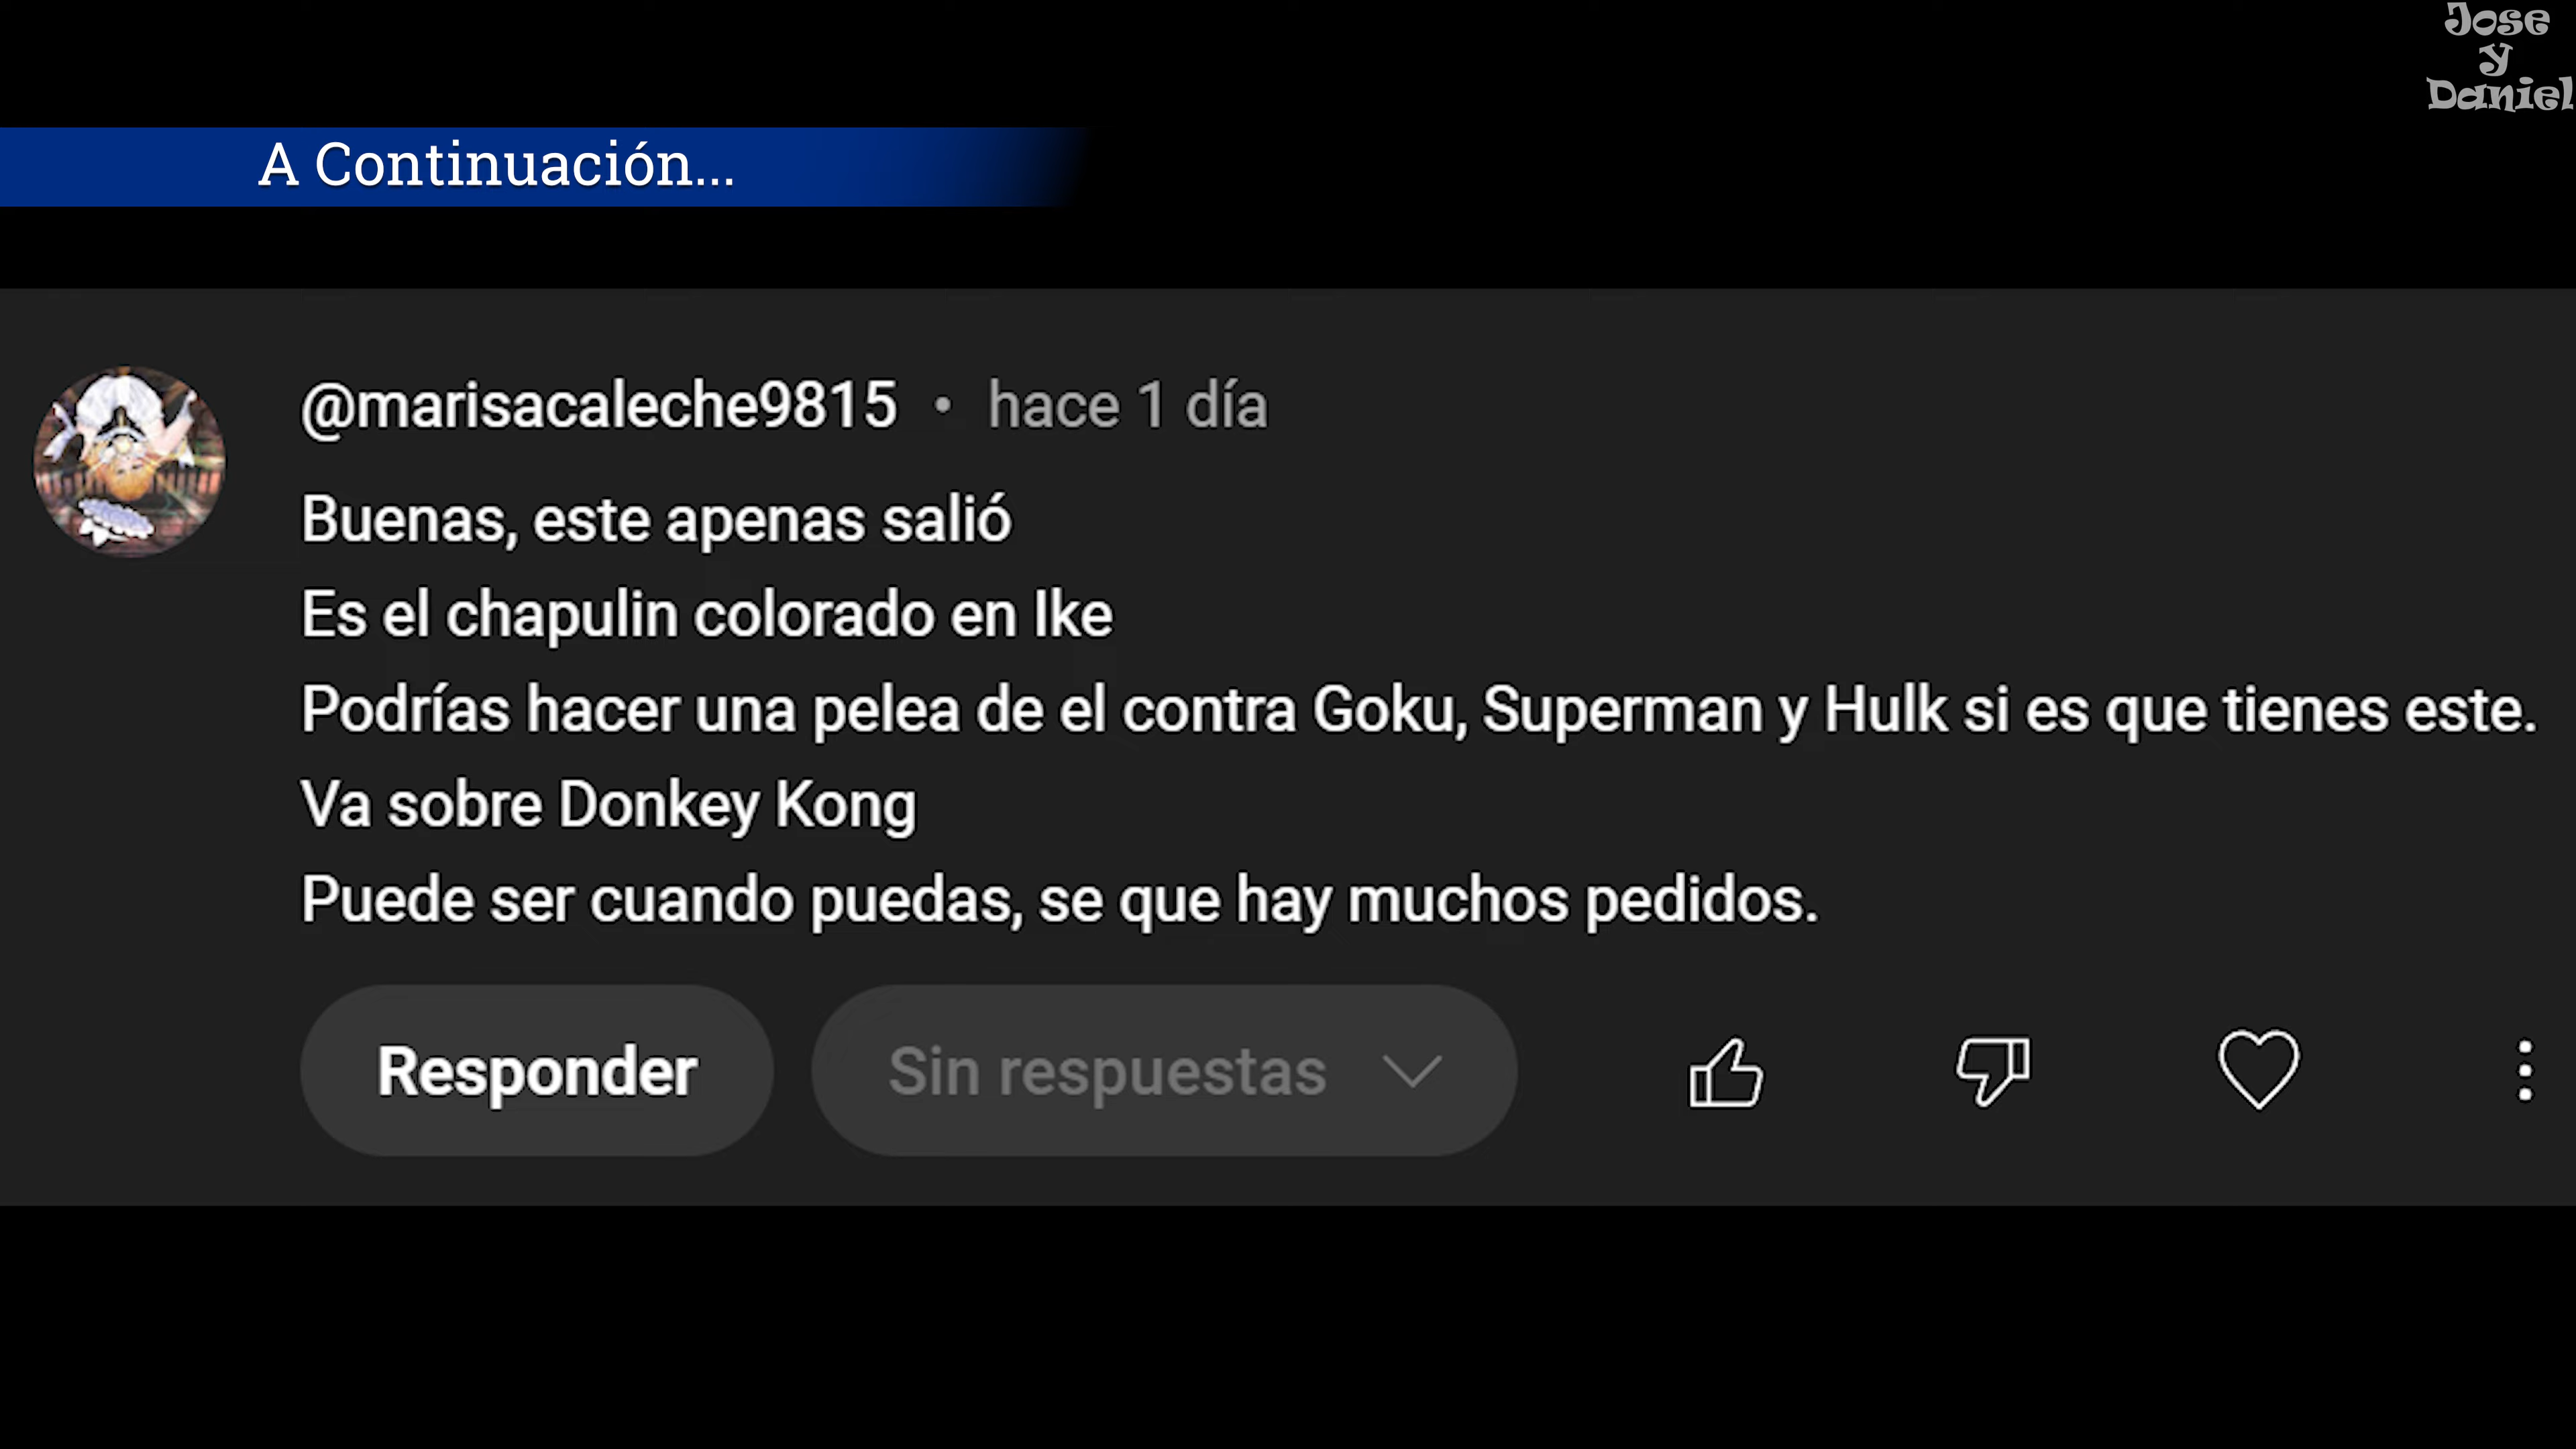 Jose
y
Daniel
A Continuación...
@marisacaleche9815 • hace 1 día
Buenas, este apenas salió
Es el chapulin colorado en Ike
Podrías hacer una pelea de el contra Goku, Superman y Hulk si es que tienes este.
Va sobre Donkey Kong
Puede ser cuando puedas, se que hay muchos pedidos.
Responder
Sin respuestas